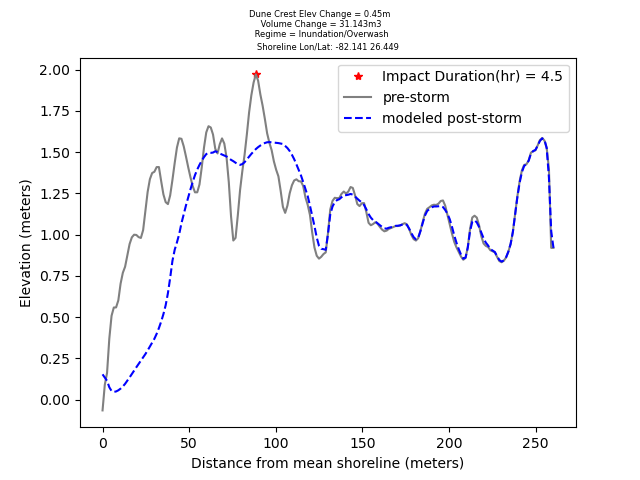 Dune Crest Elev Change = 0.45m
Volume Change = 31.143m3
Regime = Inundation/Overwash
Shoreline Lon/Lat: -82.141 26.449
Impact Duration(hr) = 4.5
pre-storm
modeled post-storm
Elevation (meters)
2.00
1.75
1.50
1.25
1.00
0.75
0.50
0.25
0.00
0 50 100 150 200 250
Distance from mean shoreline (meters)